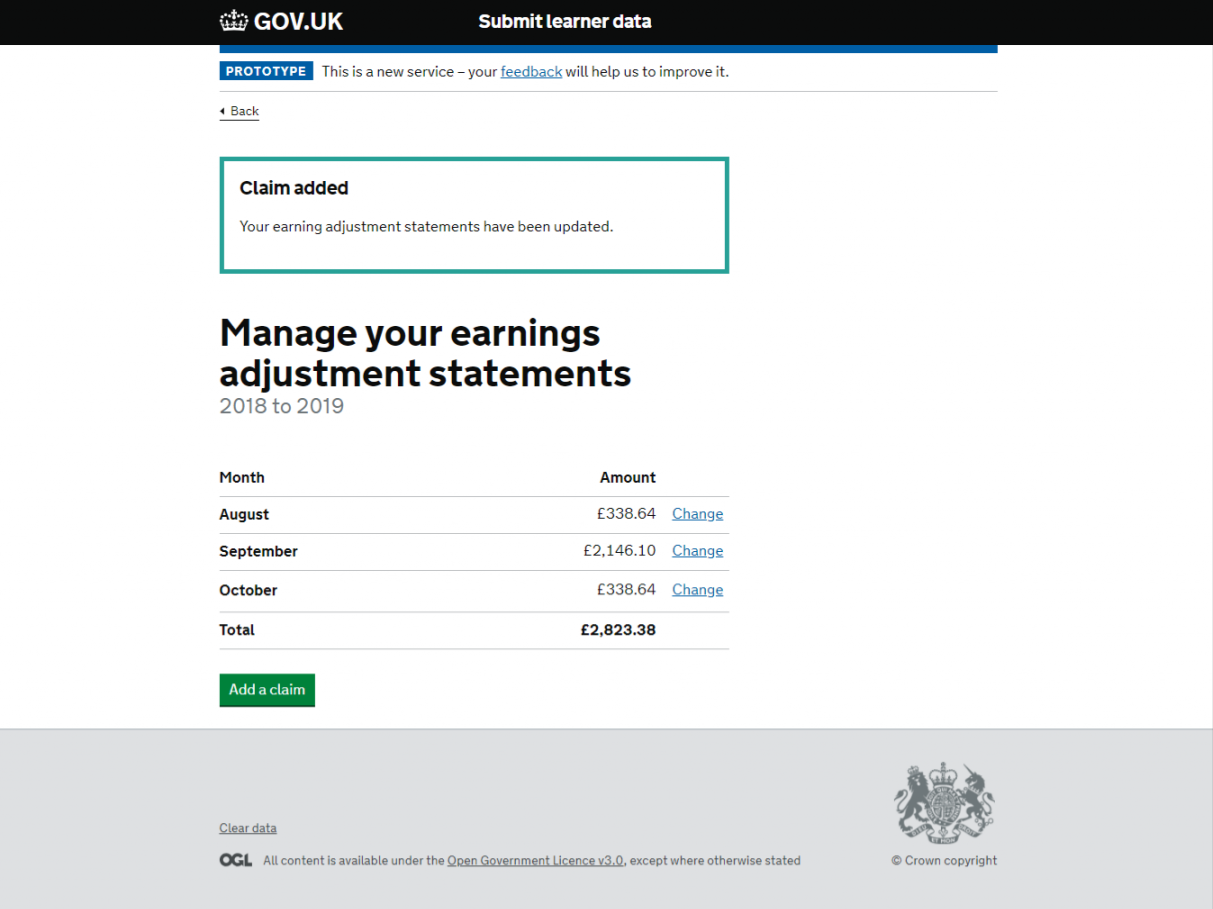 GOV.UK Submit learner data
PROTOTYPE This is a new service – your feedback will help us to improve it.
Back
Claim added
Your earning adjustment statements have been updated.
Manage your earnings
adjustment statements
2018 to 2019
Month Amount
August £338.64 Change
September £2,146.10 Change
October £338.64 Change
Total £2,823.38
Add a claim
Clear data
OGL All content is available under the Open Government Licence v3.0, except where otherwise stated
© Crown copyright